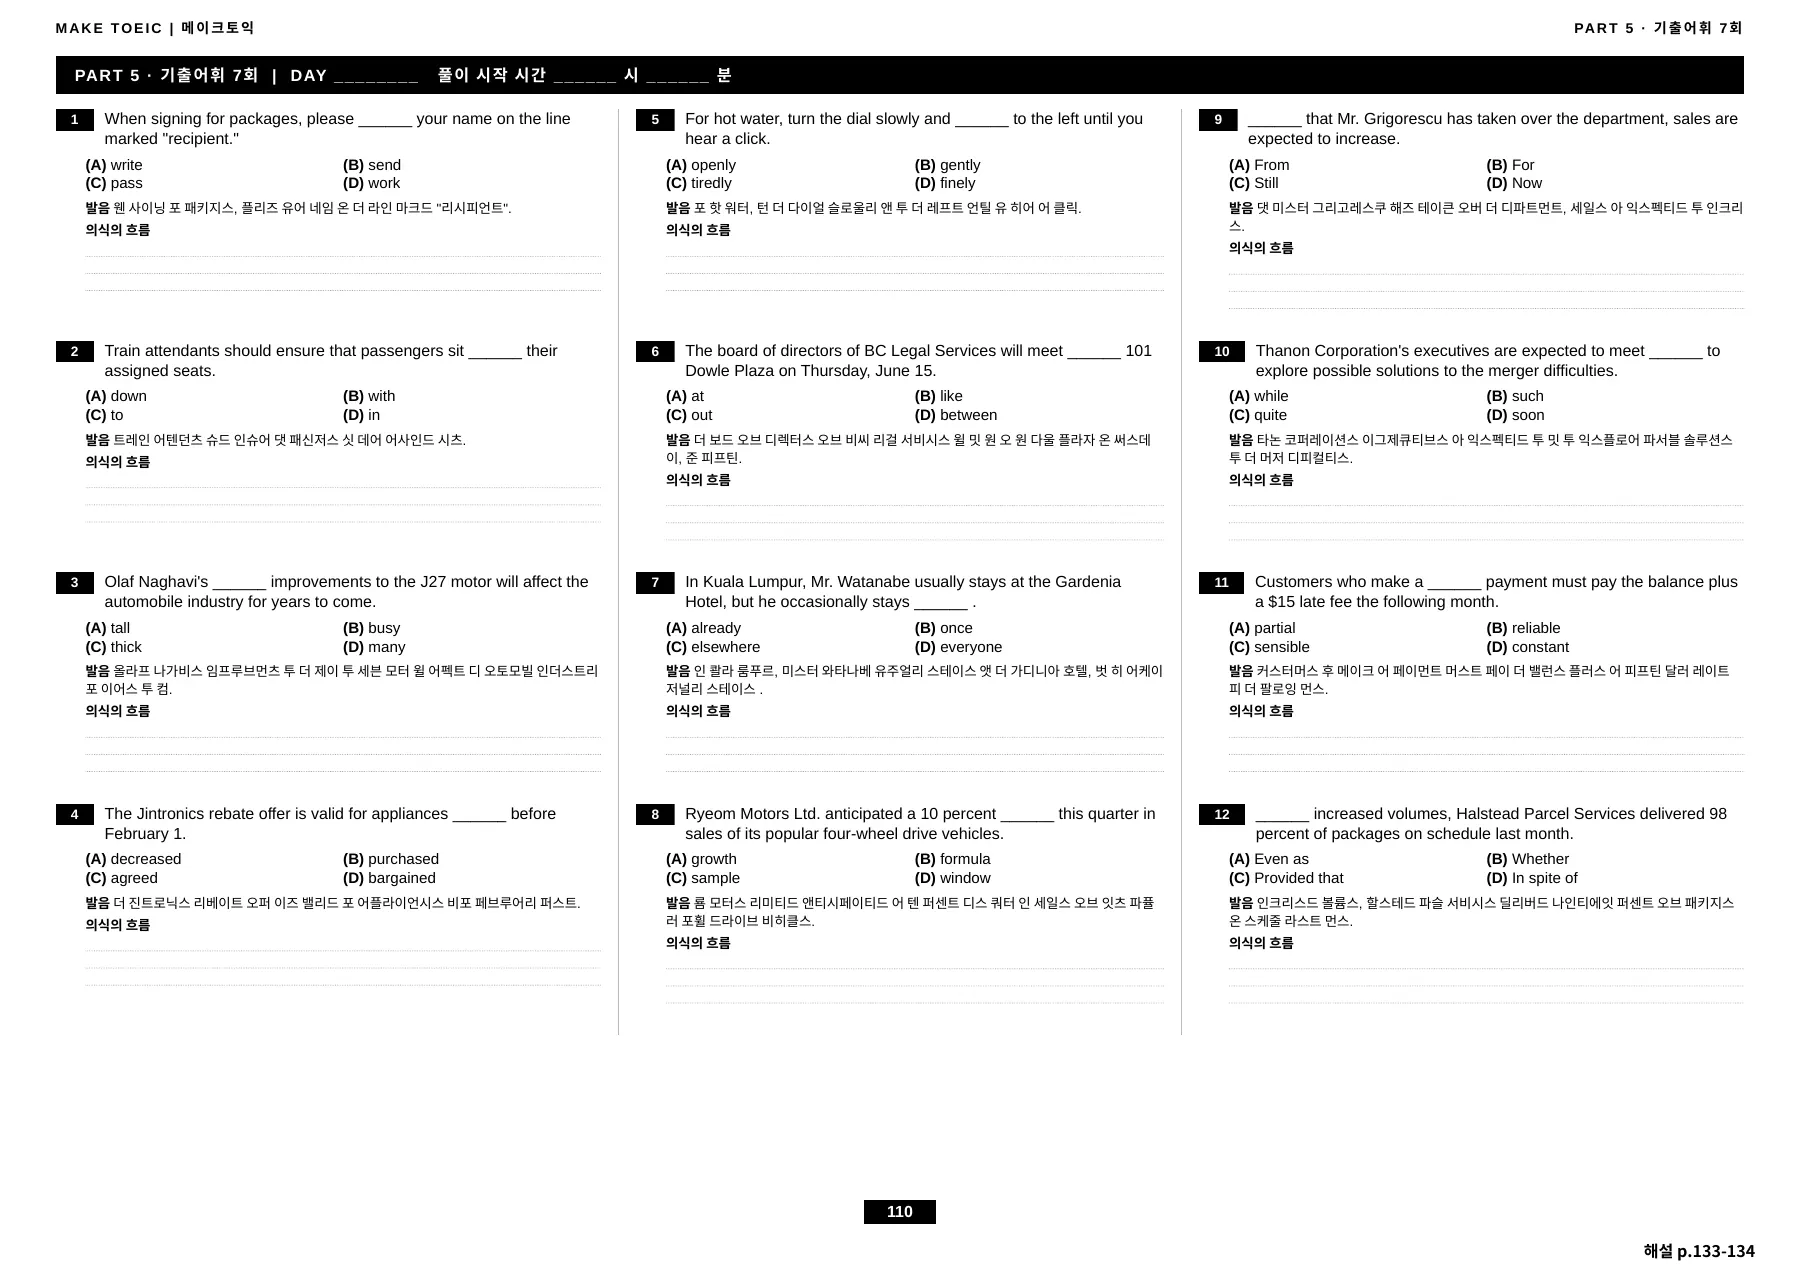 MAKE TOEIC | 메이크토익
PART 5 · 기출어휘 7회
PART 5 · 기출어휘 7회 | DAY ________ 풀이 시작 시간 ______ 시 ______ 분
1 When signing for packages, please ______ your name on the line
marked "recipient."
(A) write (B) send
(C) pass (D) work
발음 웬 사이닝 포 패키지스, 플리즈 유어 네임 온 더 라인 마크드 "리시피언트".
의식의 흐름
2 Train attendants should ensure that passengers sit ______ their
assigned seats.
(A) down (B) with
(C) to (D) in
발음 트레인 어텐던츠 슈드 인슈어 댓 패신저스 싯 데어 어사인드 시츠.
의식의 흐름
3 Olaf Naghavi's ______ improvements to the J27 motor will affect the
automobile industry for years to come.
(A) tall (B) busy
(C) thick (D) many
발음 올라프 나가비스 임프루브먼츠 투 더 제이 투 세븐 모터 윌 어펙트 디 오토모빌 인더스트리
포 이어스 투 컴.
의식의 흐름
4 The Jintronics rebate offer is valid for appliances ______ before
February 1.
(A) decreased (B) purchased
(C) agreed (D) bargained
발음 더 진트로닉스 리베이트 오퍼 이즈 밸리드 포 어플라이언시스 비포 페브루어리 퍼스트.
의식의 흐름
5 For hot water, turn the dial slowly and ______ to the left until you
hear a click.
(A) openly (B) gently
(C) tiredly (D) finely
발음 포 핫 워터, 턴 더 다이얼 슬로울리 앤 투 더 레프트 언틸 유 히어 어 클릭.
의식의 흐름
6 The board of directors of BC Legal Services will meet ______ 101
Dowle Plaza on Thursday, June 15.
(A) at (B) like
(C) out (D) between
발음 더 보드 오브 디렉터스 오브 비씨 리걸 서비시스 윌 밋 원 오 원 다울 플라자 온 써스데
이, 준 피프틴.
의식의 흐름
7 In Kuala Lumpur, Mr. Watanabe usually stays at the Gardenia
Hotel, but he occasionally stays ______ .
(A) already (B) once
(C) elsewhere (D) everyone
발음 인 콸라 룸푸르, 미스터 와타나베 유주얼리 스테이스 앳 더 가디니아 호텔, 벗 히 어케이
저널리 스테이스 .
의식의 흐름
8 Ryeom Motors Ltd. anticipated a 10 percent ______ this quarter in
sales of its popular four-wheel drive vehicles.
(A) growth (B) formula
(C) sample (D) window
발음 룜 모터스 리미티드 앤티시페이티드 어 텐 퍼센트 디스 쿼터 인 세일스 오브 잇츠 파퓰
러 포휠 드라이브 비히클스.
의식의 흐름
9 ______ that Mr. Grigorescu has taken over the department, sales are
expected to increase.
(A) From (B) For
(C) Still (D) Now
발음 댓 미스터 그리고레스쿠 해즈 테이큰 오버 더 디파트먼트, 세일스 아 익스펙티드 투 인크리
스.
의식의 흐름
10 Thanon Corporation's executives are expected to meet ______ to
explore possible solutions to the merger difficulties.
(A) while (B) such
(C) quite (D) soon
발음 타논 코퍼레이션스 이그제큐티브스 아 익스펙티드 투 밋 투 익스플로어 파서블 솔루션스
투 더 머저 디피컬티스.
의식의 흐름
11 Customers who make a ______ payment must pay the balance plus
a $15 late fee the following month.
(A) partial (B) reliable
(C) sensible (D) constant
발음 커스터머스 후 메이크 어 페이먼트 머스트 페이 더 밸런스 플러스 어 피프틴 달러 레이트
피 더 팔로잉 먼스.
의식의 흐름
12 ______ increased volumes, Halstead Parcel Services delivered 98
percent of packages on schedule last month.
(A) Even as (B) Whether
(C) Provided that (D) In spite of
발음 인크리스드 볼륨스, 할스테드 파슬 서비시스 딜리버드 나인티에잇 퍼센트 오브 패키지스
온 스케줄 라스트 먼스.
의식의 흐름
110
해설 p.133-134